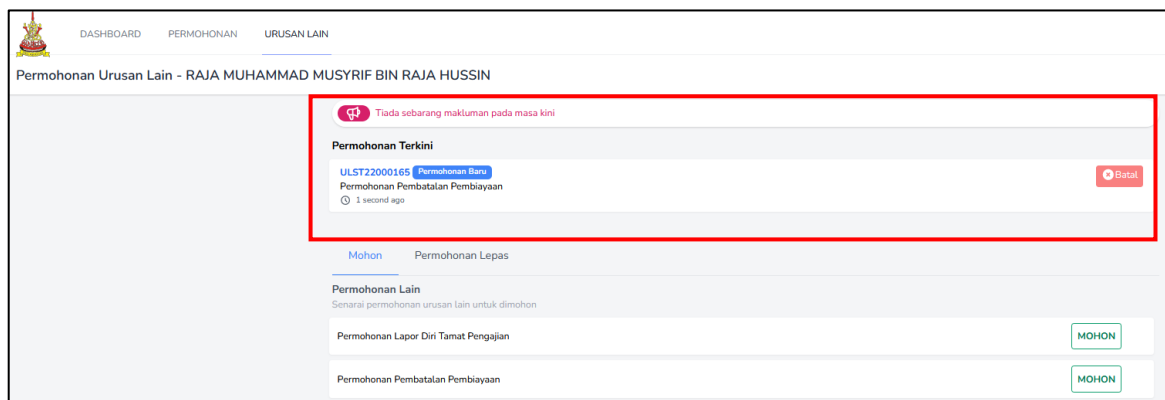 DASHBOARD PERMOHONAN URUSAN LAIN
Permohonan Urusan Lain - RAJA MUHAMMAD MUSYRIF BIN RAJA HUSSIN
Tiada sebarang makluman pada masa kini
Permohonan Terkini
ULST22000165 Permohonan Baru
Batal
Permohonan Pembatalan Pembiayaan
1 second ago
Mohon Permohonan Lepas
Permohonan Lain
Senarai permohonan urusan lain untuk dimohon
Permohonan Lapor Diri Tamat Pengajian MOHON
Permohonan Pembatalan Pembiayaan MOHON